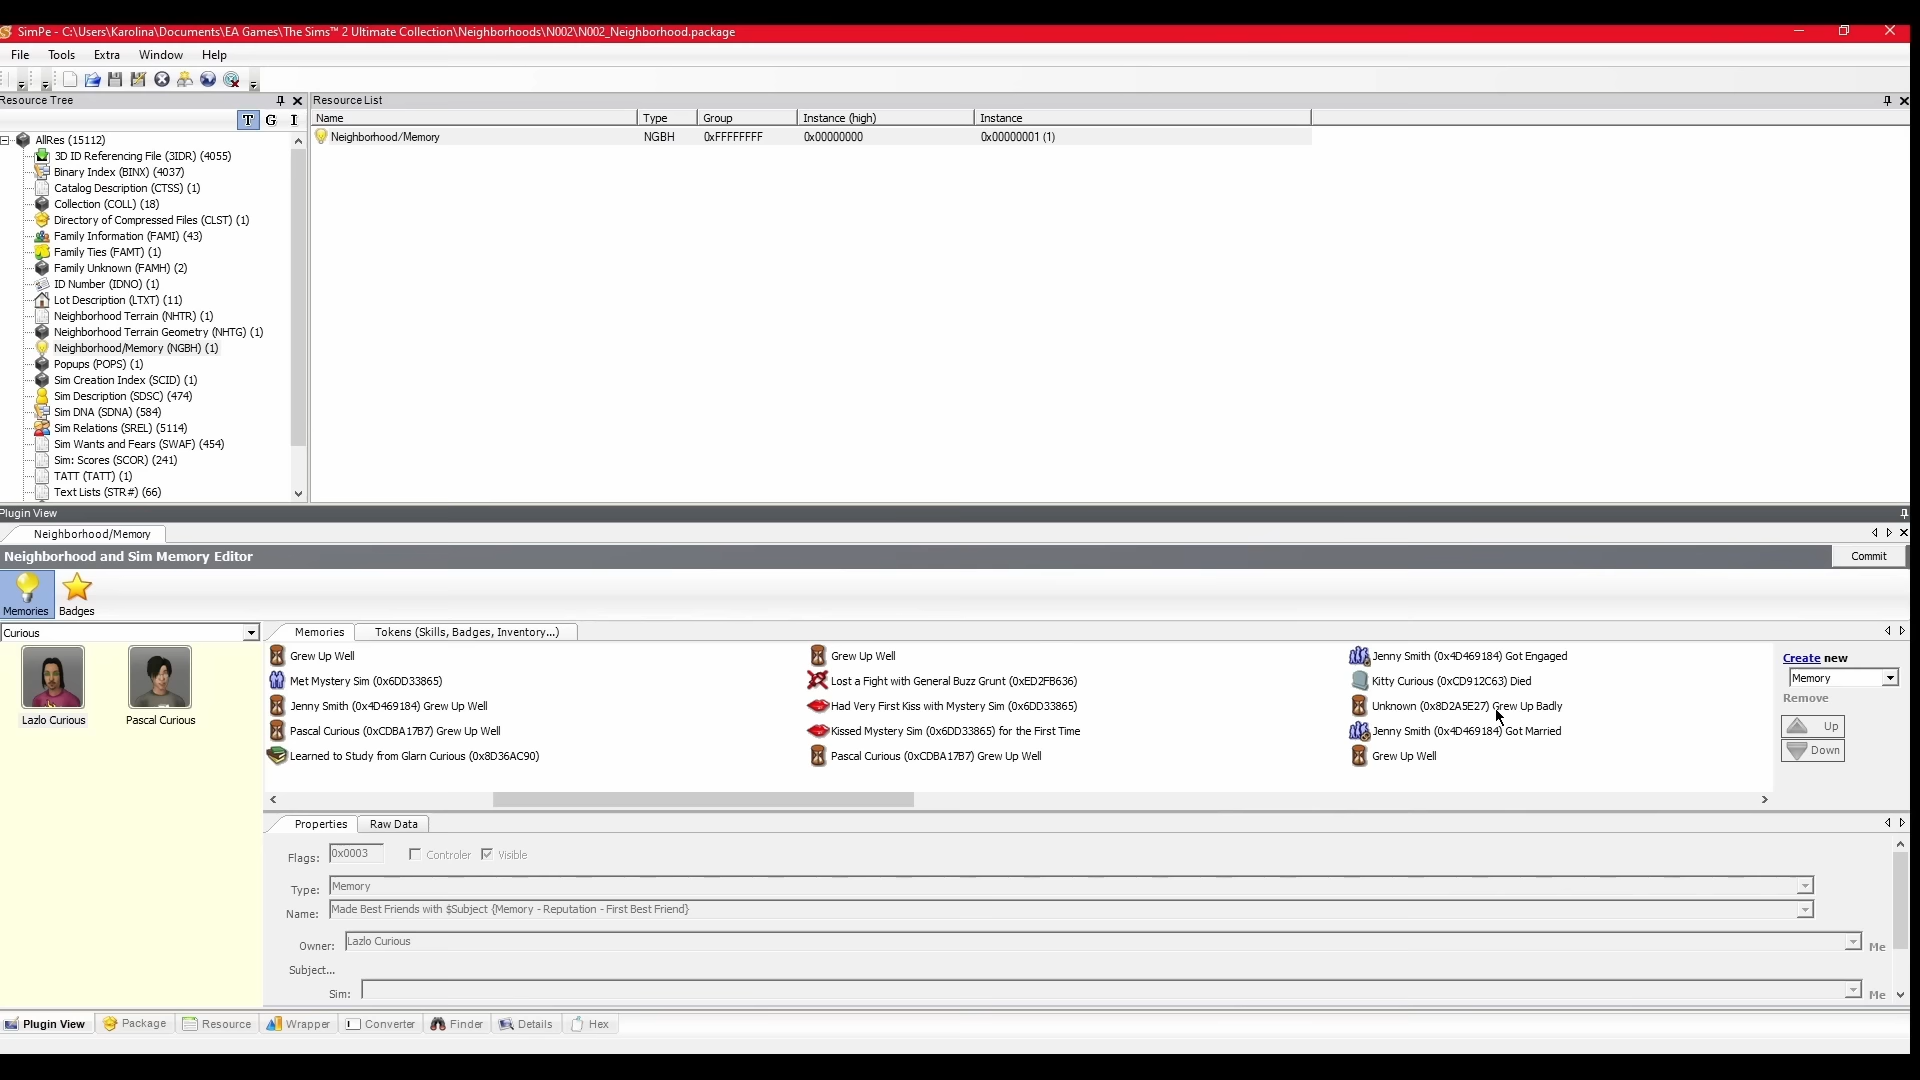 SimPe - C:\Users\Karolina\Documents\EA Games\The Sims™ 2 Ultimate Collection\Neighborhoods\N002\N002_Neighborhood.package
File Tools Extra Window Help
Resource Tree
T G I
AllRes (15112)
3D ID Referencing File (3IDR) (4055)
Binary Index (BINX) (4037)
Catalog Description (CTSS) (1)
Collection (COLL) (18)
Directory of Compressed Files (CLST) (1)
Family Information (FAMI) (43)
Family Ties (FAMT) (1)
Family Unknown (FAMH) (2)
ID Number (IDNO) (1)
Lot Description (LTXT) (11)
Neighborhood Terrain (NHTR) (1)
Neighborhood Terrain Geometry (NHTG) (1)
Neighborhood/Memory (NGBH) (1)
Popups (POPS) (1)
Sim Creation Index (SCID) (1)
Sim Description (SDSC) (474)
Sim DNA (SDNA) (584)
Sim Relations (SREL) (5114)
Sim Wants and Fears (SWAF) (454)
Sim: Scores (SCOR) (241)
TATT (TATT) (1)
Text Lists (STR#) (66)
Resource List
Name Type Group Instance (high) Instance
Neighborhood/Memory NGBH 0xFFFFFFFF 0x00000000 0x00000001 (1)
Plugin View
Neighborhood/Memory
Neighborhood and Sim Memory Editor
Commit
Memories Badges
Curious
Lazlo Curious Pascal Curious
Memories Tokens (Skills, Badges, Inventory...)
Grew Up Well
Met Mystery Sim (0x6DD33865)
Jenny Smith (0x4D469184) Grew Up Well
Pascal Curious (0xCDBA17B7) Grew Up Well
Learned to Study from Glarn Curious (0x8D36AC90)
Grew Up Well
Lost a Fight with General Buzz Grunt (0xED2FB636)
Had Very First Kiss with Mystery Sim (0x6DD33865)
Kissed Mystery Sim (0x6DD33865) for the First Time
Pascal Curious (0xCDBA17B7) Grew Up Well
Jenny Smith (0x4D469184) Got Engaged
Kitty Curious (0xCD912C63) Died
Unknown (0x8D2A5E27) Grew Up Badly
Jenny Smith (0x4D469184) Got Married
Grew Up Well
Create new
Memory
Remove
Up
Down
Properties Raw Data
Flags: 0x0003 Controler Visible
Type: Memory
Name: Made Best Friends with $Subject {Memory - Reputation - First Best Friend}
Owner: Lazlo Curious Me
Subject...
Sim: Me
Plugin View Package Resource Wrapper Converter Finder Details Hex